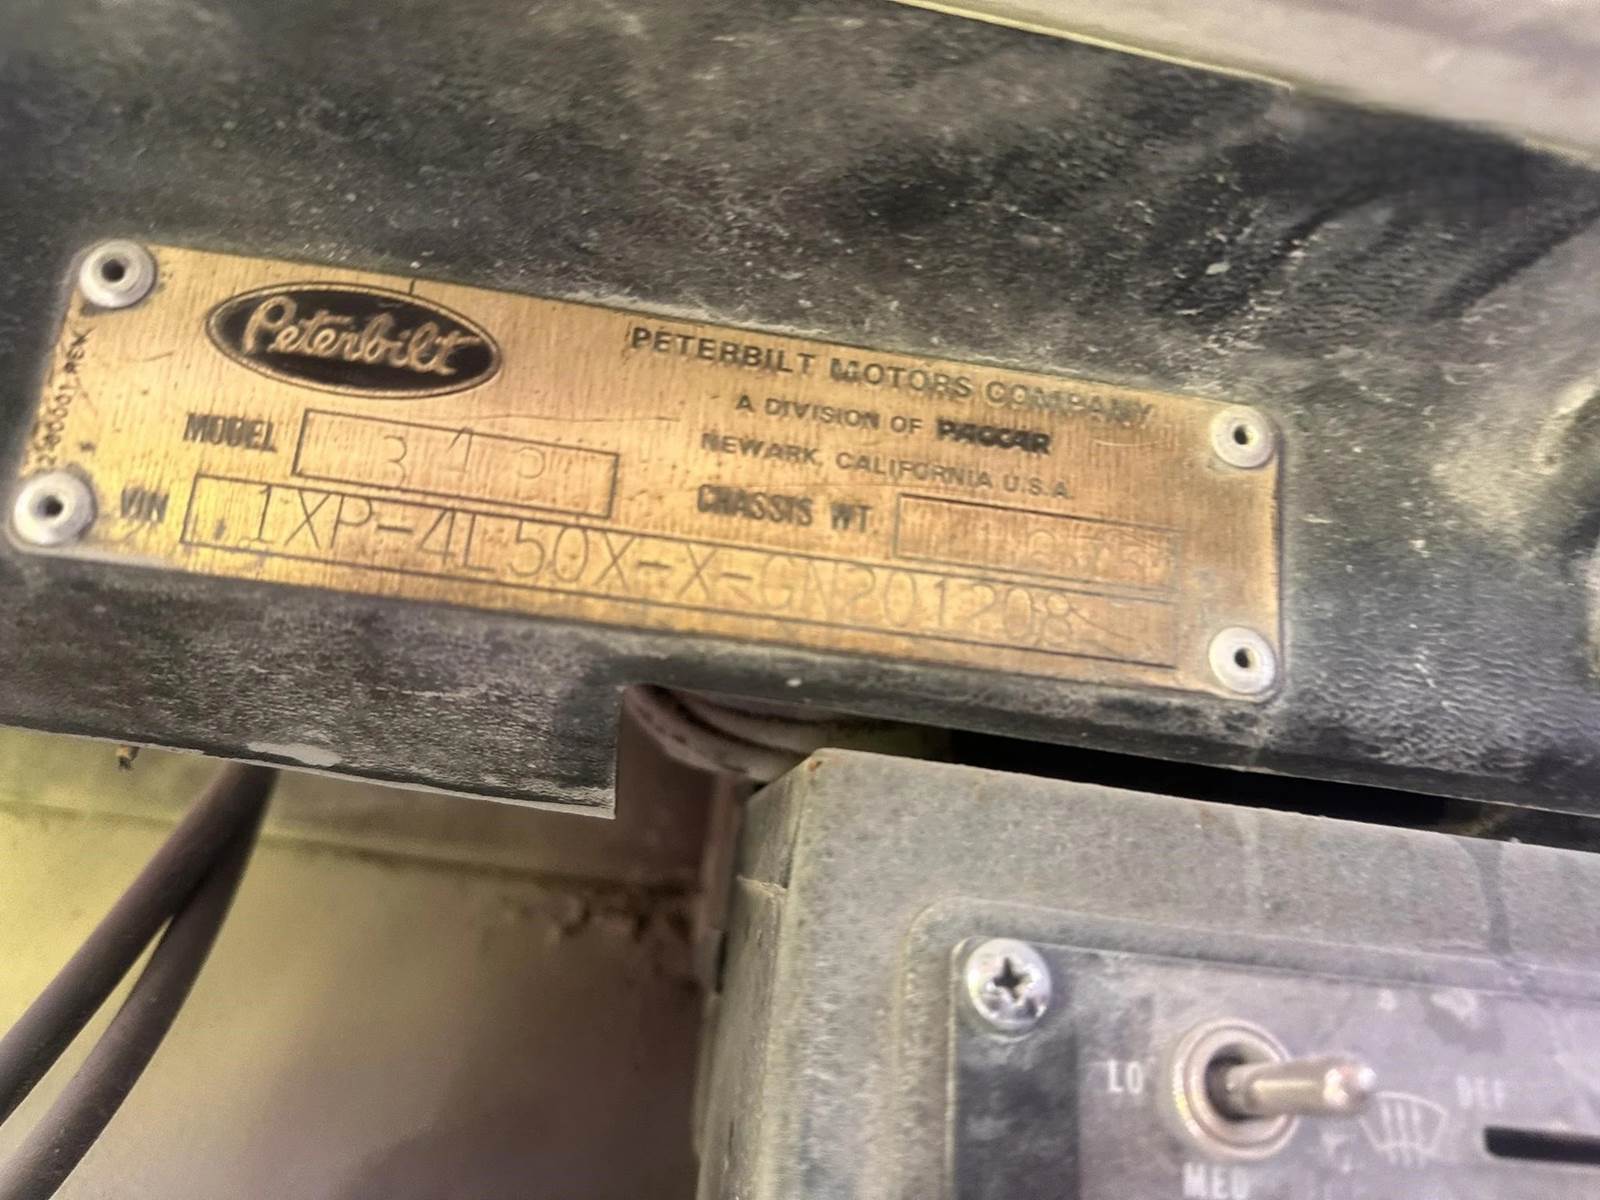 Peterbilt
PETERBILT MOTORS COMPANY
A DIVISION OF PACCAR
NEWARK, CALIFORNIA U.S.A.
MODEL
CHASSIS WT.
VIN 1XP-4L50X-X-GN201208
LO
DEF
MED